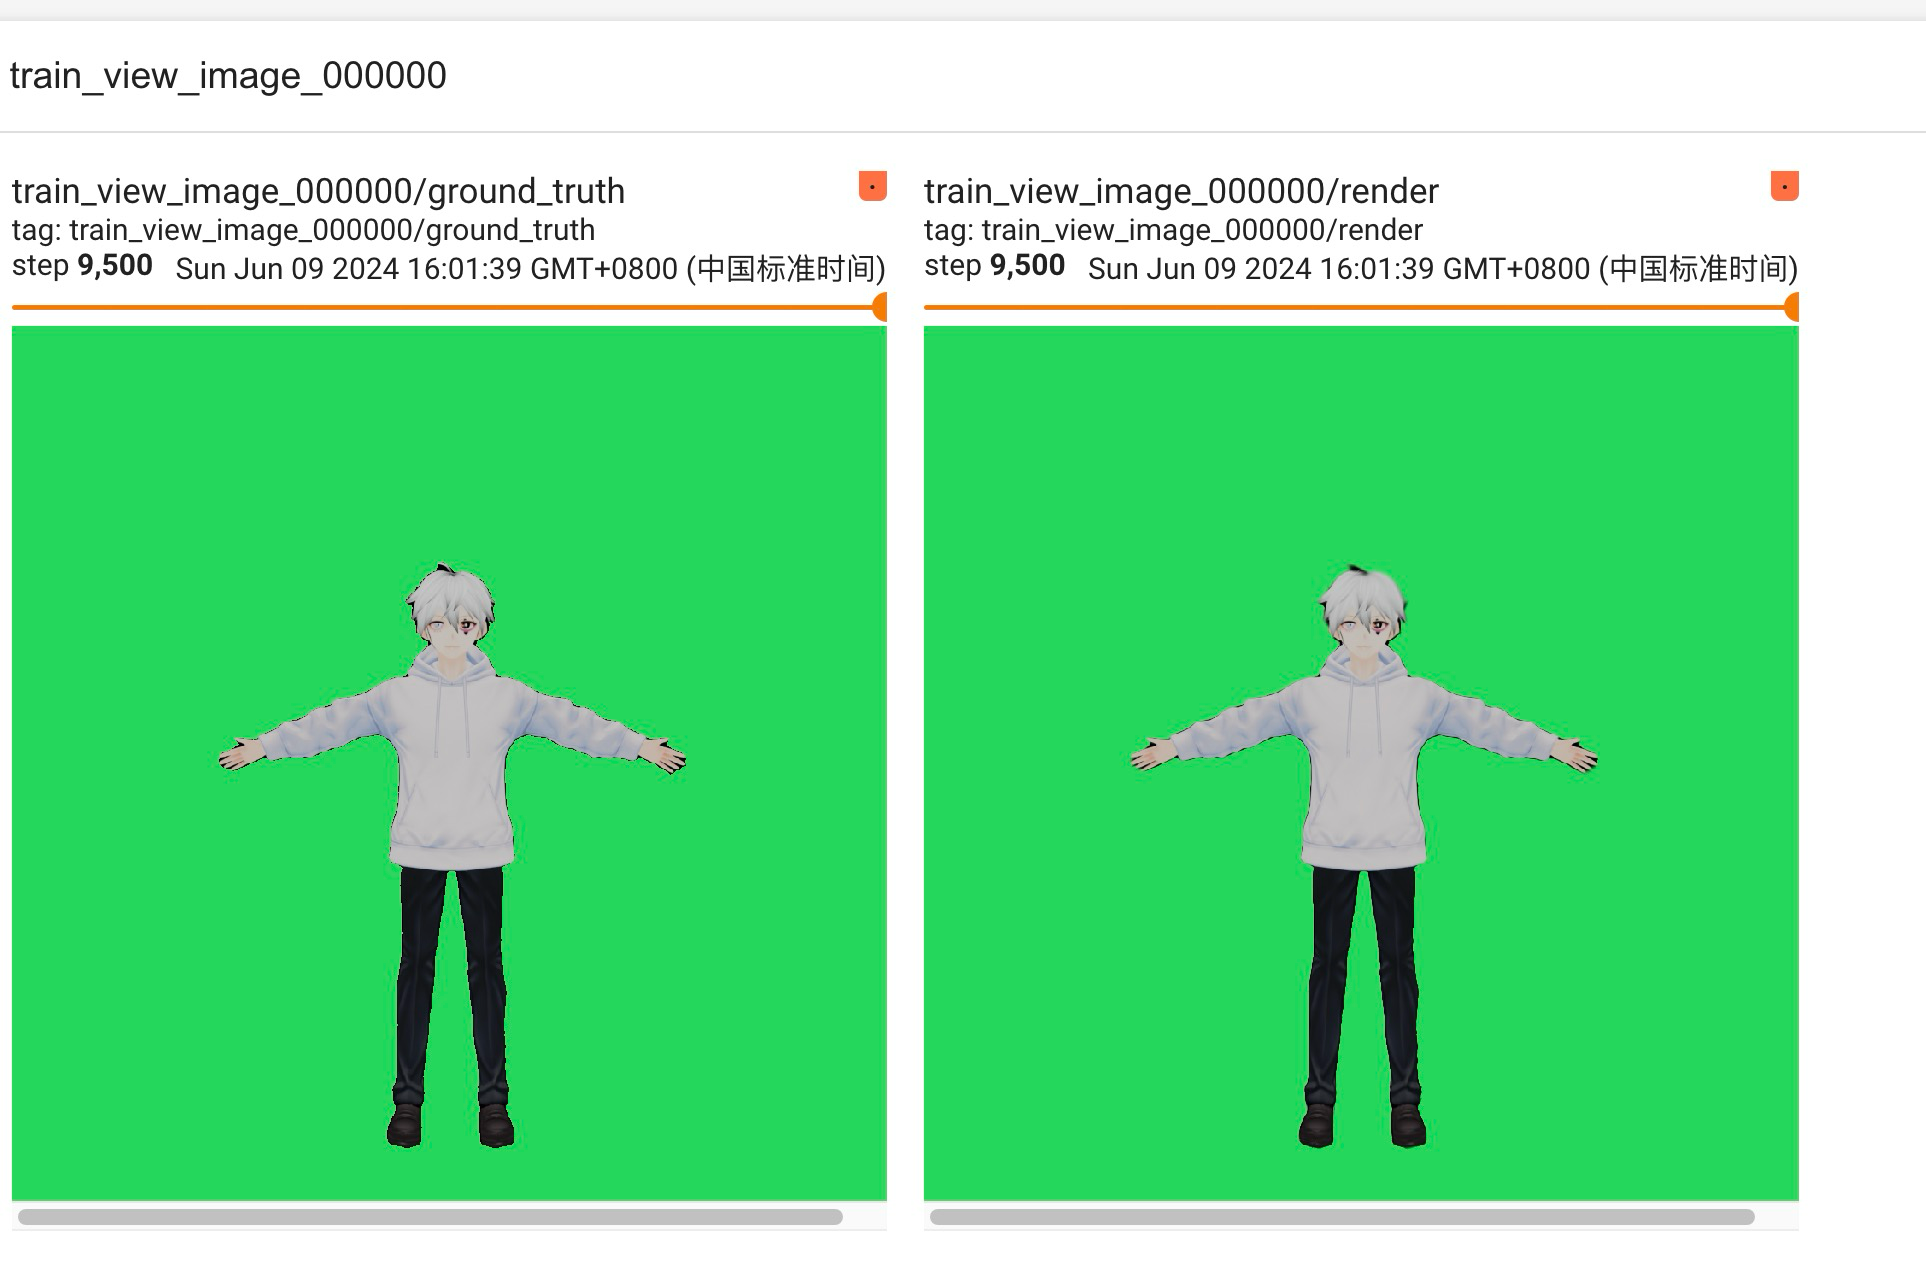 train_view_image_000000
train_view_image_000000/ground_truth
tag: train_view_image_000000/ground_truth
step 9,500 Sun Jun 09 2024 16:01:39 GMT+0800 (中国标准时间)
train_view_image_000000/render
tag: train_view_image_000000/render
step 9,500 Sun Jun 09 2024 16:01:39 GMT+0800 (中国标准时间)